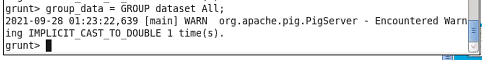 grunt> group_data = GROUP dataset All;
2021-09-28 01:23:22,639 [main] WARN  org.apache.pig.PigServer - Encountered Warn
ing IMPLICIT_CAST_TO_DOUBLE 1 time(s).
grunt>